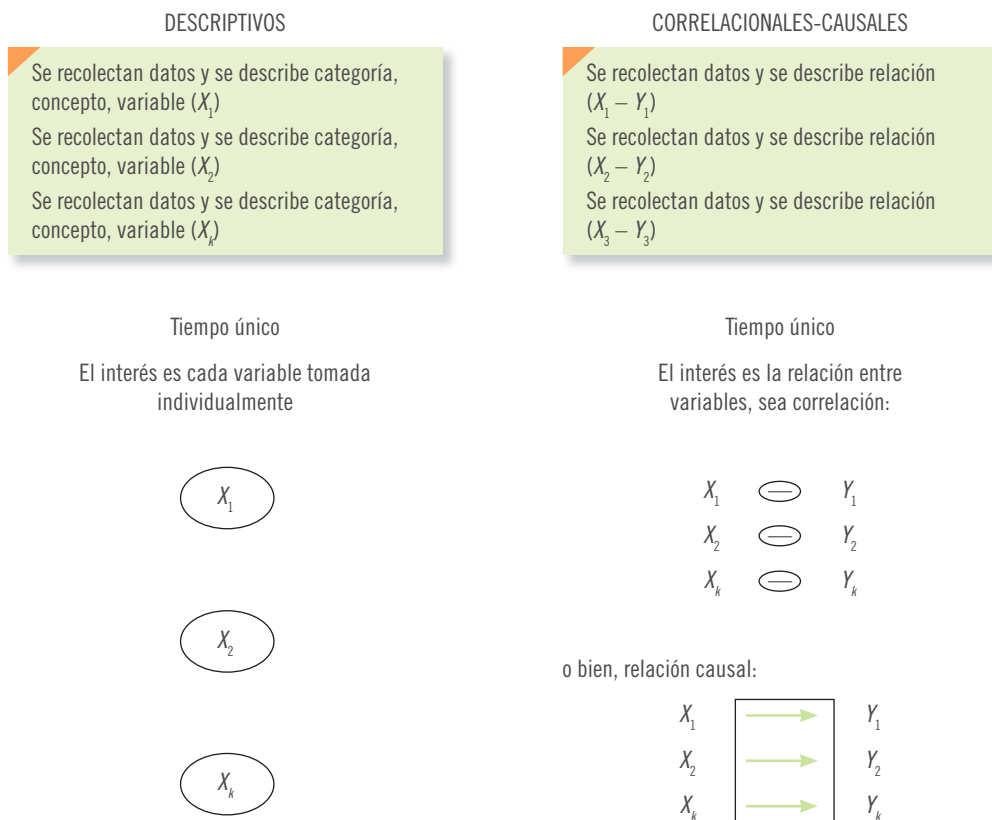 DESCRIPTIVOS
Se recolectan datos y se describe categoría,
concepto, variable (X₁)
Se recolectan datos y se describe categoría,
concepto, variable (X₂)
Se recolectan datos y se describe categoría,
concepto, variable (Xₖ)
Tiempo único
El interés es cada variable tomada
individualmente
X₁
X₂
Xₖ
CORRELACIONALES-CAUSALES
Se recolectan datos y se describe relación
(X₁ – Y₁)
Se recolectan datos y se describe relación
(X₂ – Y₂)
Se recolectan datos y se describe relación
(X₃ – Y₃)
Tiempo único
El interés es la relación entre
variables, sea correlación:
X₁ — Y₁
X₂ — Y₂
Xₖ — Yₖ
o bien, relación causal:
X₁ → Y₁
X₂ → Y₂
Xₖ → Yₖ